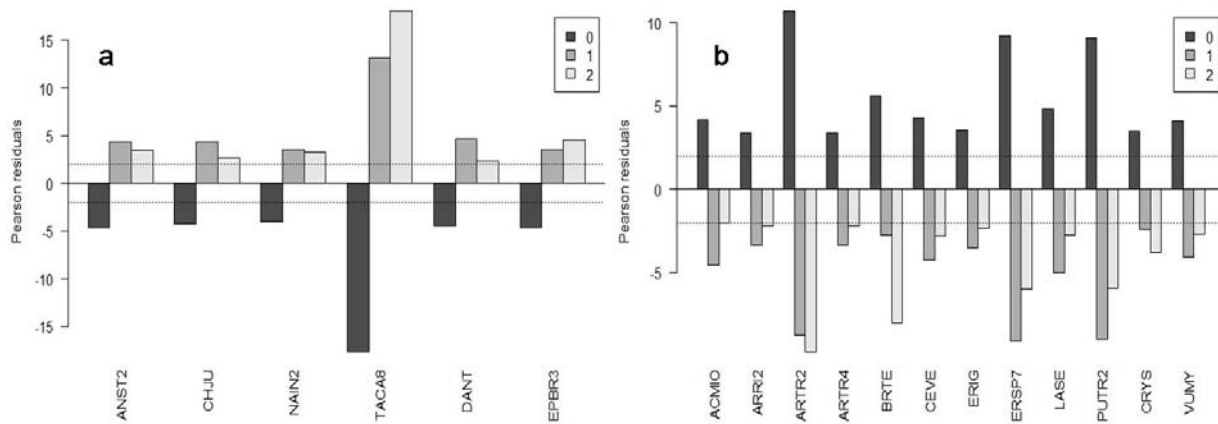 a
15
10
5
0
-5
-10
-15
Pearson residuals
0
1
2
ANST2
CHJU
NAIN2
TACA8
DANT
EPBR3
b
10
5
0
-5
Pearson residuals
0
1
2
ACMIO
ARRI2
ARTR2
ARTR4
BRTE
CEVE
ERIG
ERSP7
LASE
PUTR2
CRYS
VUMY